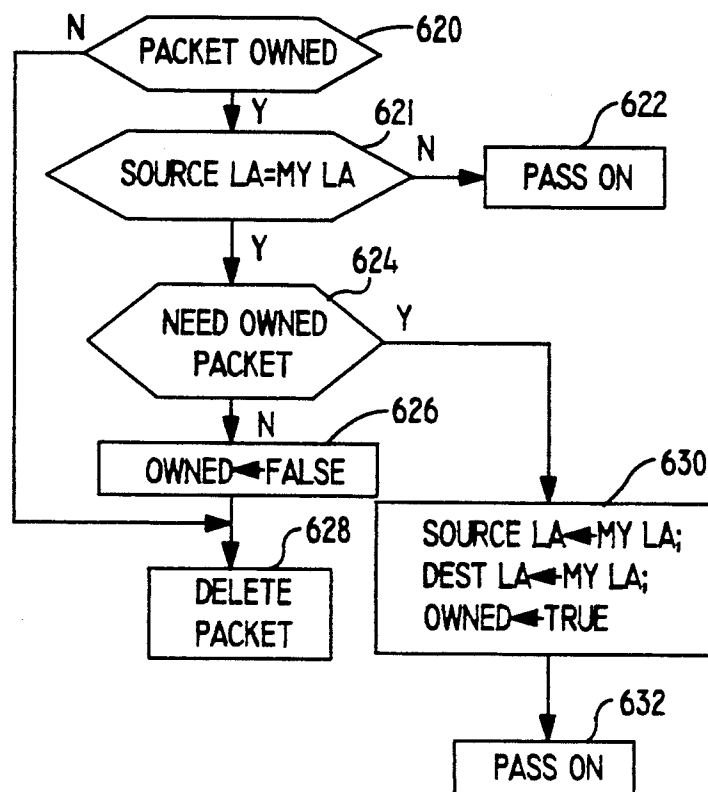 N
PACKET OWNED
620
Y
621
SOURCE LA=MY LA
N
622
PASS ON
Y
624
NEED OWNED
PACKET
Y
N
626
OWNED←FALSE
628
DELETE
PACKET
630
SOURCE LA←MY LA;
DEST LA←MY LA;
OWNED←TRUE
632
PASS ON